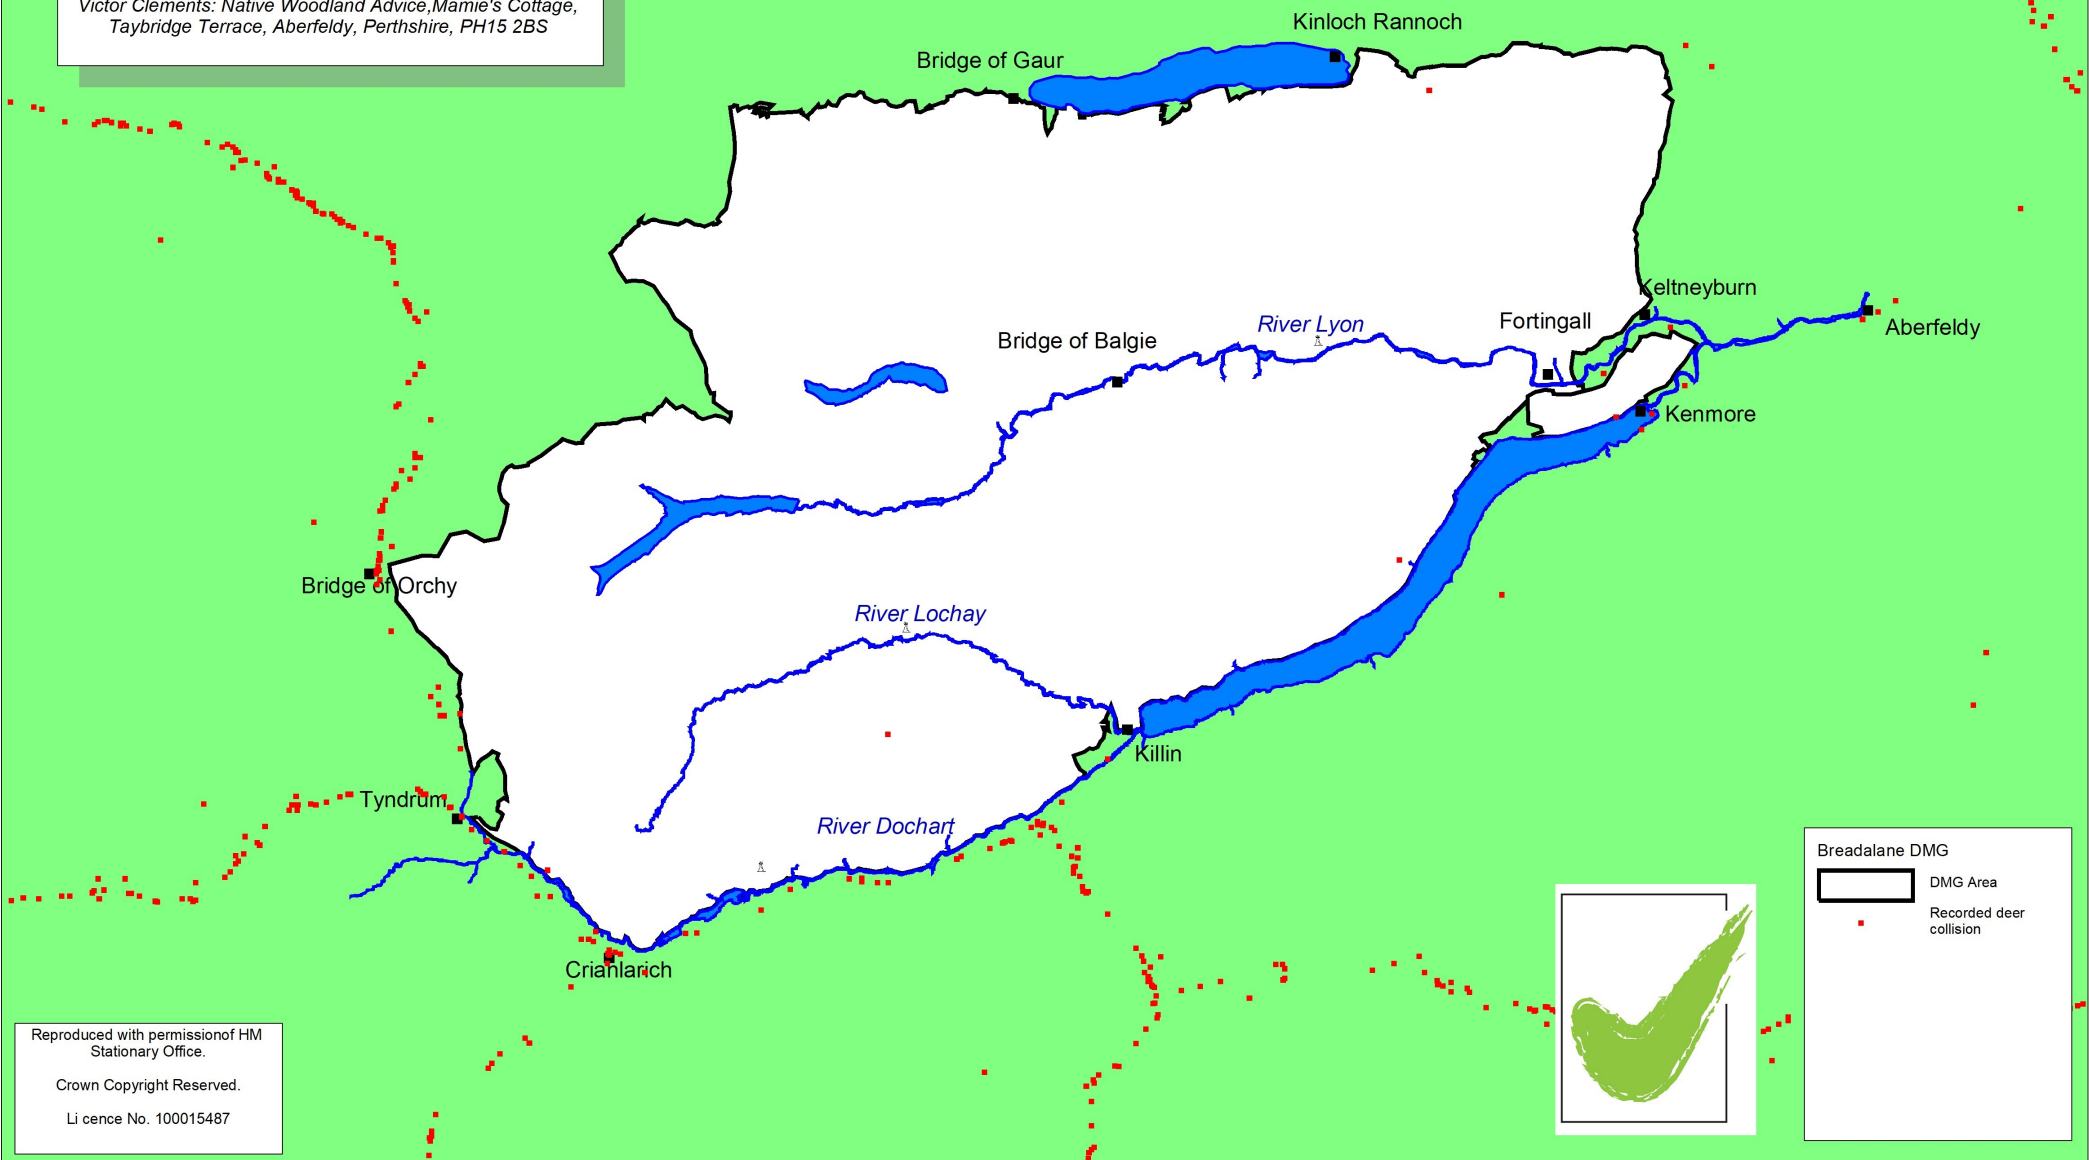 Victor Clements: Native Woodland Advice,Mamie's Cottage,
Taybridge Terrace, Aberfeldy, Perthshire, PH15 2BS
Kinloch Rannoch
Bridge of Gaur
Keltneyburn
River Lyon
Fortingall
Aberfeldy
Bridge of Balgie
Kenmore
Bridge of Orchy
River Lochay
Killin
Tyndrum
River Dochart
Crianlarich
Breadalane DMG
DMG Area
Recorded deer
collision
Reproduced with permissionof HM
Stationary Office.
Crown Copyright Reserved.
Li cence No. 100015487